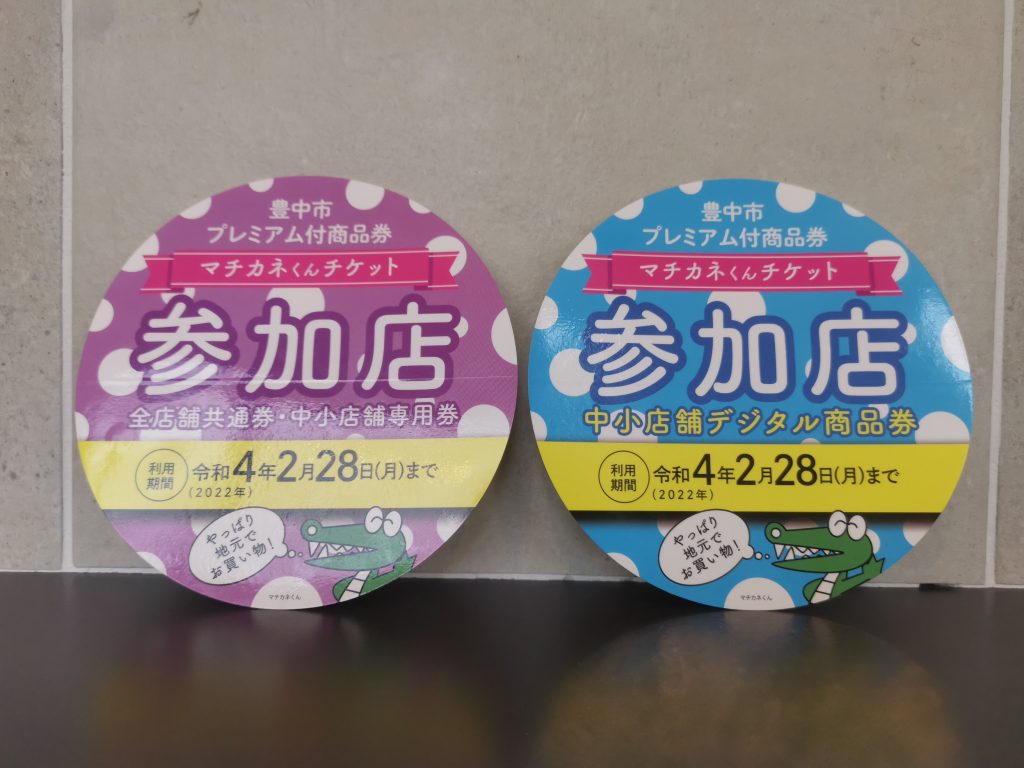 豊中市
プレミアム付商品券
マチカネくんチケット
参加店
全店舗共通券・中小店舗専用券
利用
期間
令和4年2月28日(月)まで
(2022年)
やっぱり
地元で
お買い物!
マチカネくん
豊中市
プレミアム付商品券
マチカネくんチケット
参加店
中小店舗デジタル商品券
利用
期間
令和4年2月28日(月)まで
(2022年)
やっぱり
地元で
お買い物!
マチカネくん